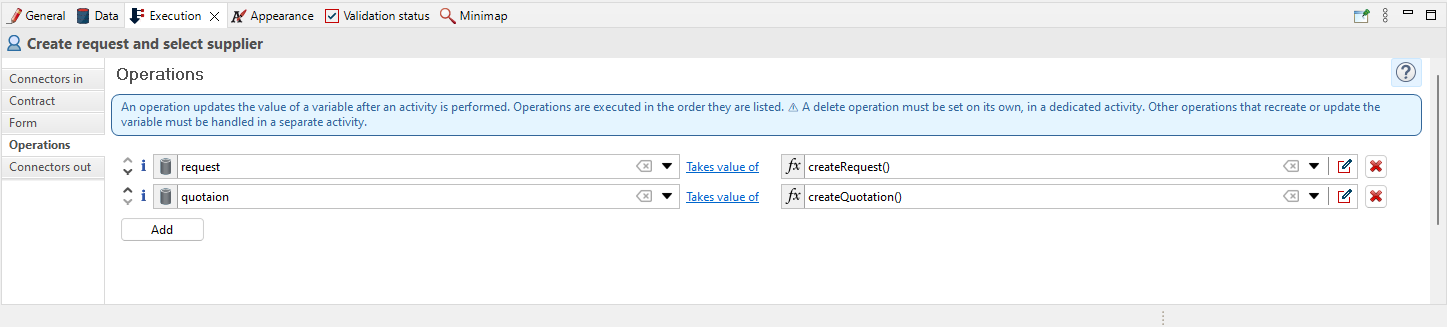 General Data Execution Appearance Validation status Minimap
Create request and select supplier
Connectors in
Contract
Form
Operations
Connectors out
Operations
An operation updates the value of a variable after an activity is performed. Operations are executed in the order they are listed. ⚠ A delete operation must be set on its own, in a dedicated activity. Other operations that recreate or update the
variable must be handled in a separate activity.
request Takes value of fx createRequest()
quotaion Takes value of fx createQuotation()
Add